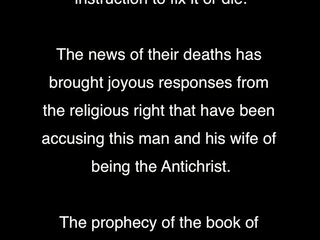 instruction to fix it or die.
The news of their deaths has
brought joyous responses from
the religious right that have been
accusing this man and his wife of
being the Antichrist.
The prophecy of the book of